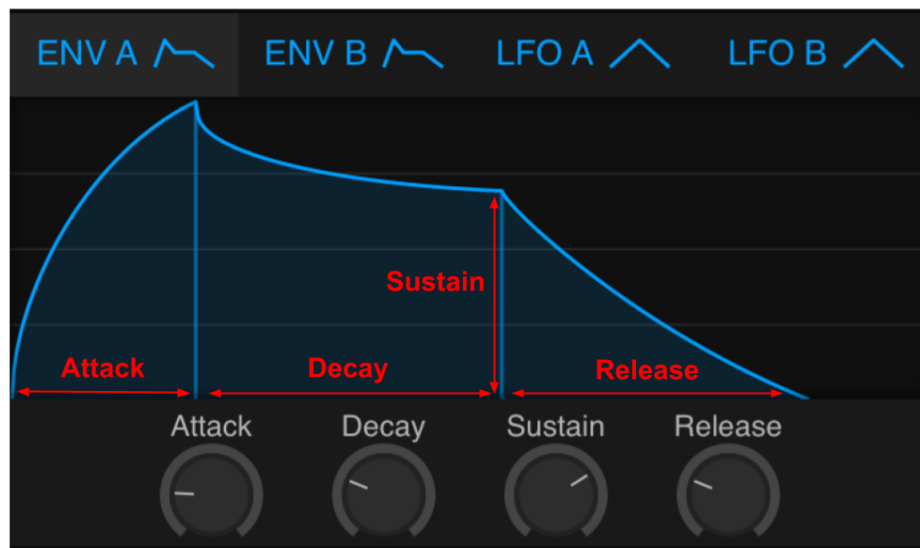 ENV A ENV B LFO A LFO B
Sustain
Attack Decay Release
Attack Decay Sustain Release